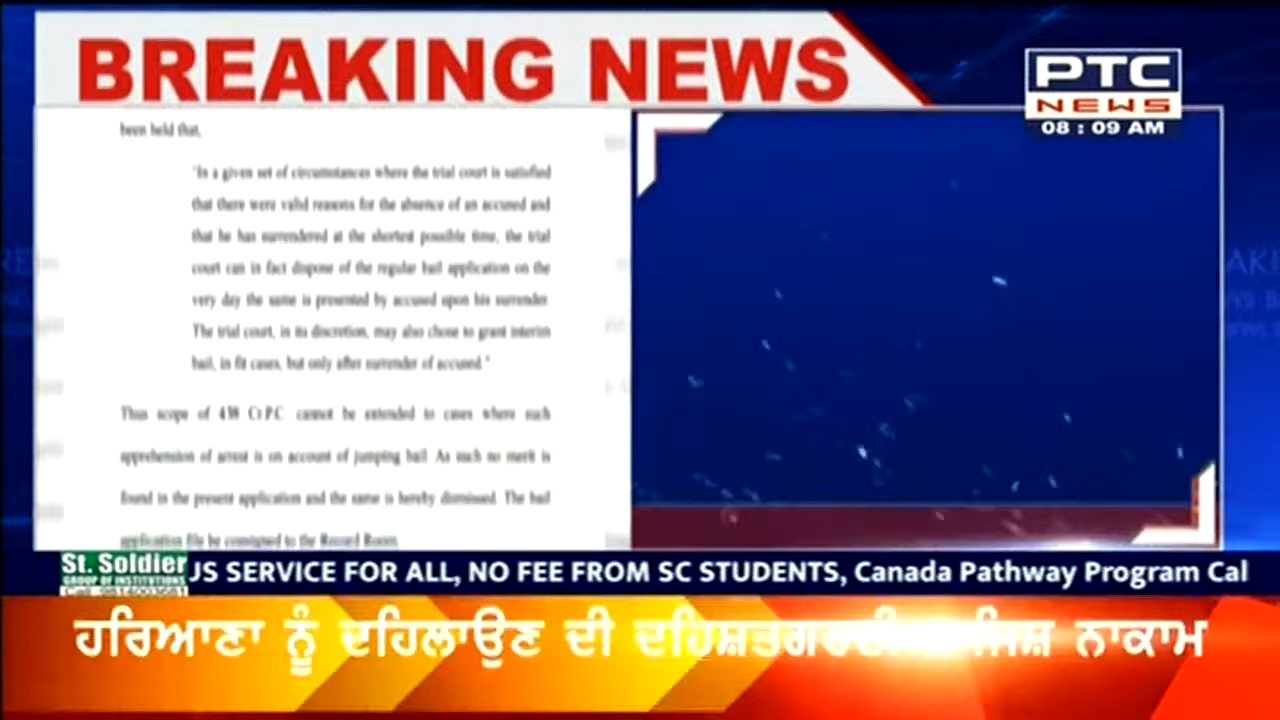 BREAKING NEWS
PTC
NEWS
08 : 09 AM
been held that,
"In a given set of circumstances where the trial court is satisfied
that there were valid reasons for the absence of an accused and
that he has surrendered at the shortest possible time, the trial
court can in fact dispose of the regular bail application on the
very day the same is presented by accused upon his surrender.
The trial court, in its discretion, may also chose to grant interim
bail, in fit cases, but only after surrender of accused."
Thus scope of 438 Cr.P.C. cannot be extended to cases where such
apprehension of arrest is on account of jumping bail. As such no merit is
found in the present application and the same is hereby dismissed. The bail
application file be consigned to the Record Room.
St. Soldier
GROUP OF INSTITUTIONS
US SERVICE FOR ALL, NO FEE FROM SC STUDENTS, Canada Pathway Program Cal
ਹਰਿਆਣਾ ਨੂੰ ਦਹਿਲਾਉਣ ਦੀ ਨਾਕਾਮ